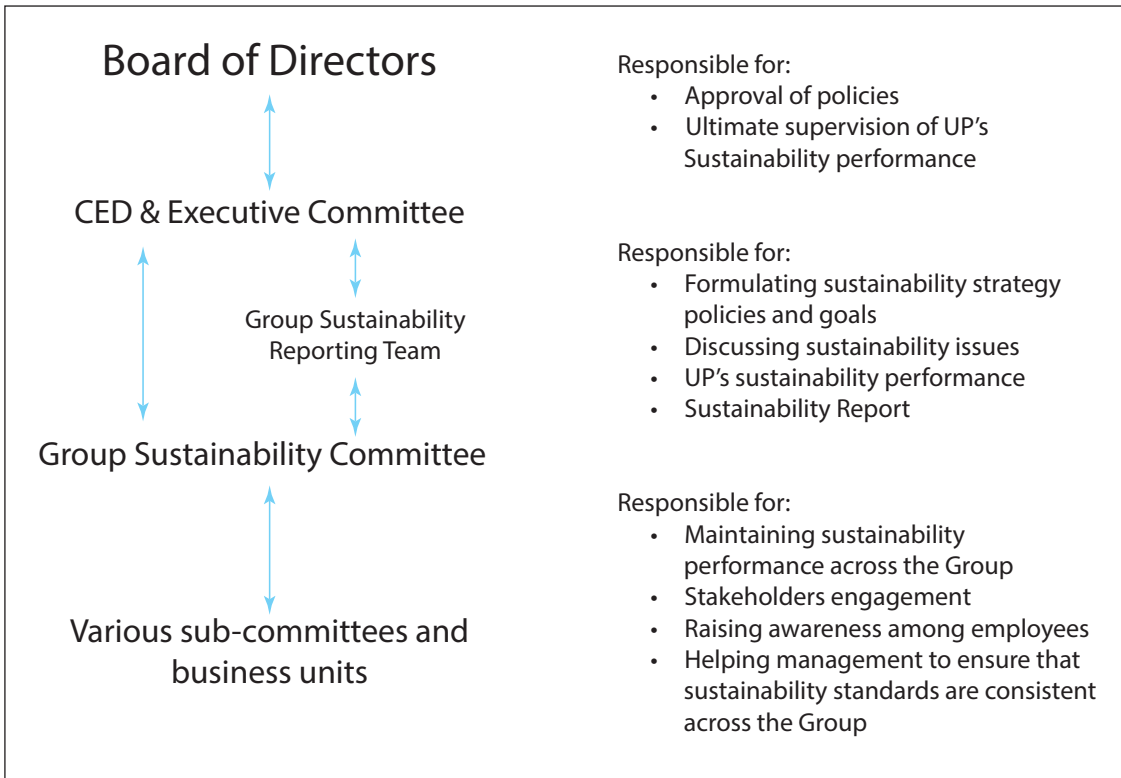 Board of Directors
CED & Executive Committee
Group Sustainability
Reporting Team
Group Sustainability Committee
Various sub-committees and
business units
Responsible for:
• Approval of policies
• Ultimate supervision of UP’s
Sustainability performance
Responsible for:
• Formulating sustainability strategy
policies and goals
• Discussing sustainability issues
• UP’s sustainability performance
• Sustainability Report
Responsible for:
• Maintaining sustainability
performance across the Group
• Stakeholders engagement
• Raising awareness among employees
• Helping management to ensure that
sustainability standards are consistent
across the Group